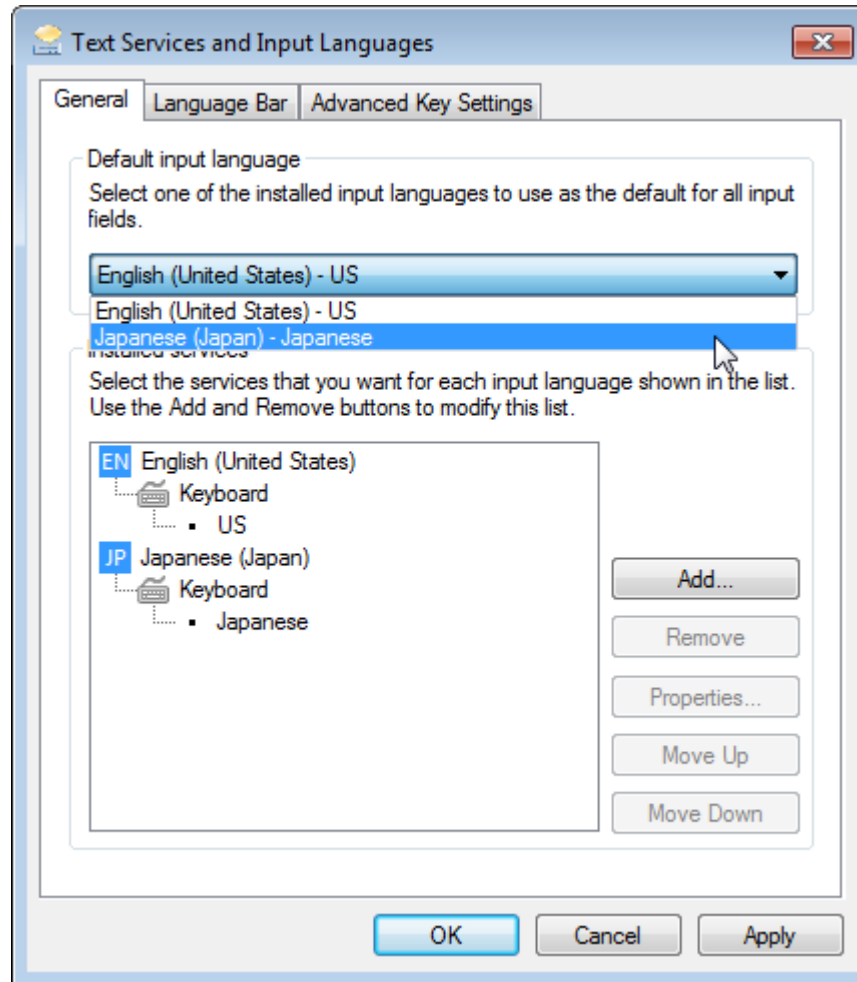 Text Services and Input Languages
General
Language Bar
Advanced Key Settings
Default input language
Select one of the installed input languages to use as the default for all input
fields.
English (United States) - US
English (United States) - US
Japanese (Japan) - Japanese
Installed services
Select the services that you want for each input language shown in the list.
Use the Add and Remove buttons to modify this list.
EN English (United States)
Keyboard
US
JP Japanese (Japan)
Keyboard
Japanese
Add...
Remove
Properties...
Move Up
Move Down
OK
Cancel
Apply